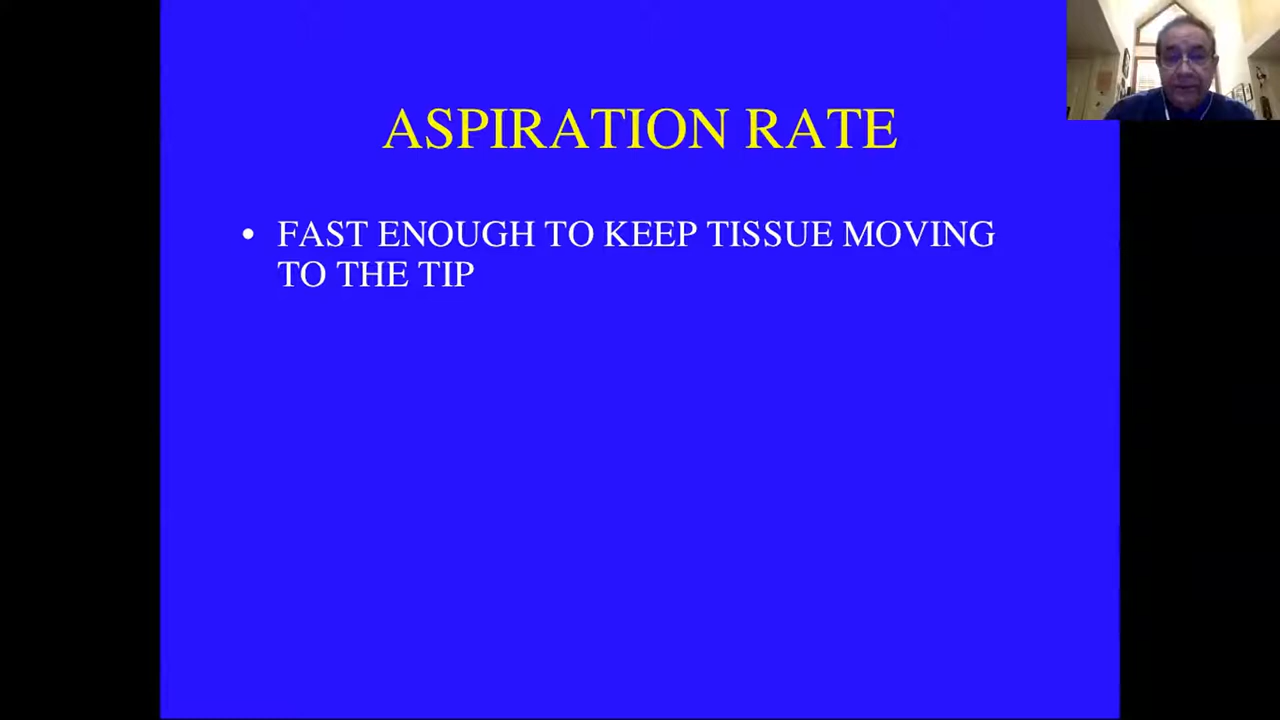 ASPIRATION RATE
• FAST ENOUGH TO KEEP TISSUE MOVING
TO THE TIP